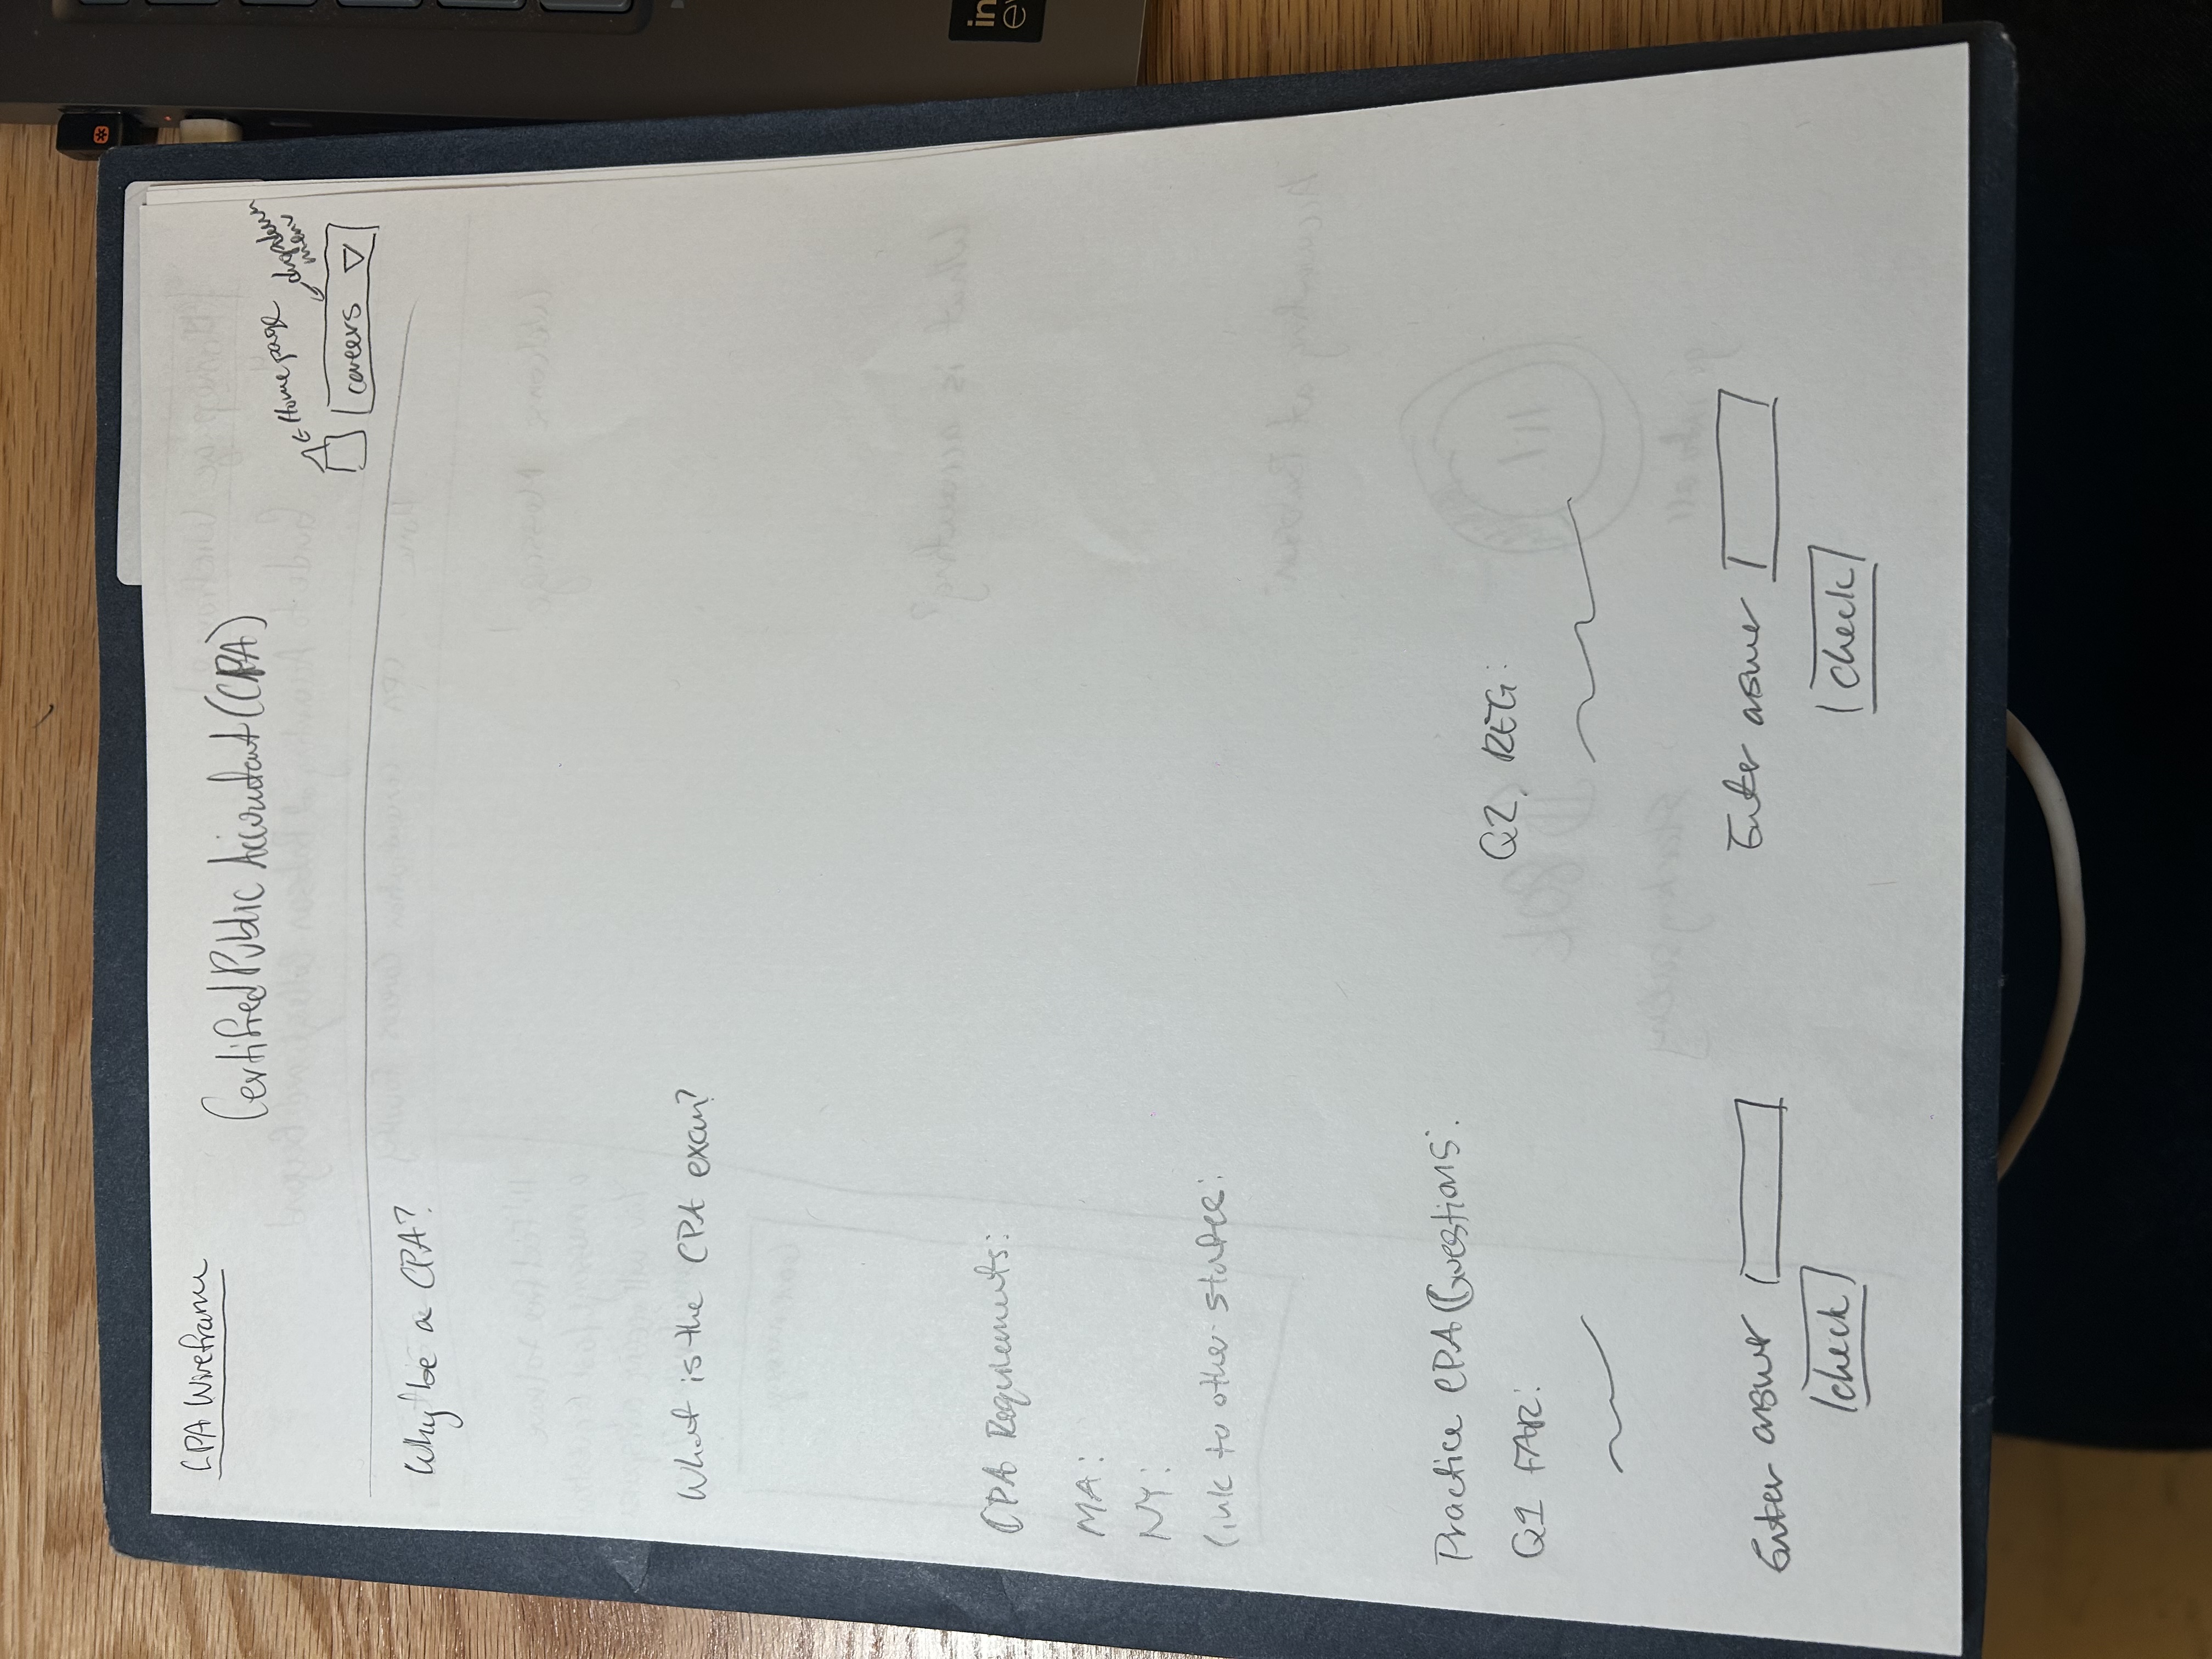 CPA Wireframe
Certified Public Accountant (CPA)
← Homepage
← dropdown
menu
careers ▽
Why be a CPA?
What is the CPA exam?
CPA Requirements:
MA:
NY:
link to other states:
Practice CPA Questions:
Q1 FAR:
Q2 REG:
Enter answer
Enter answer
check
check